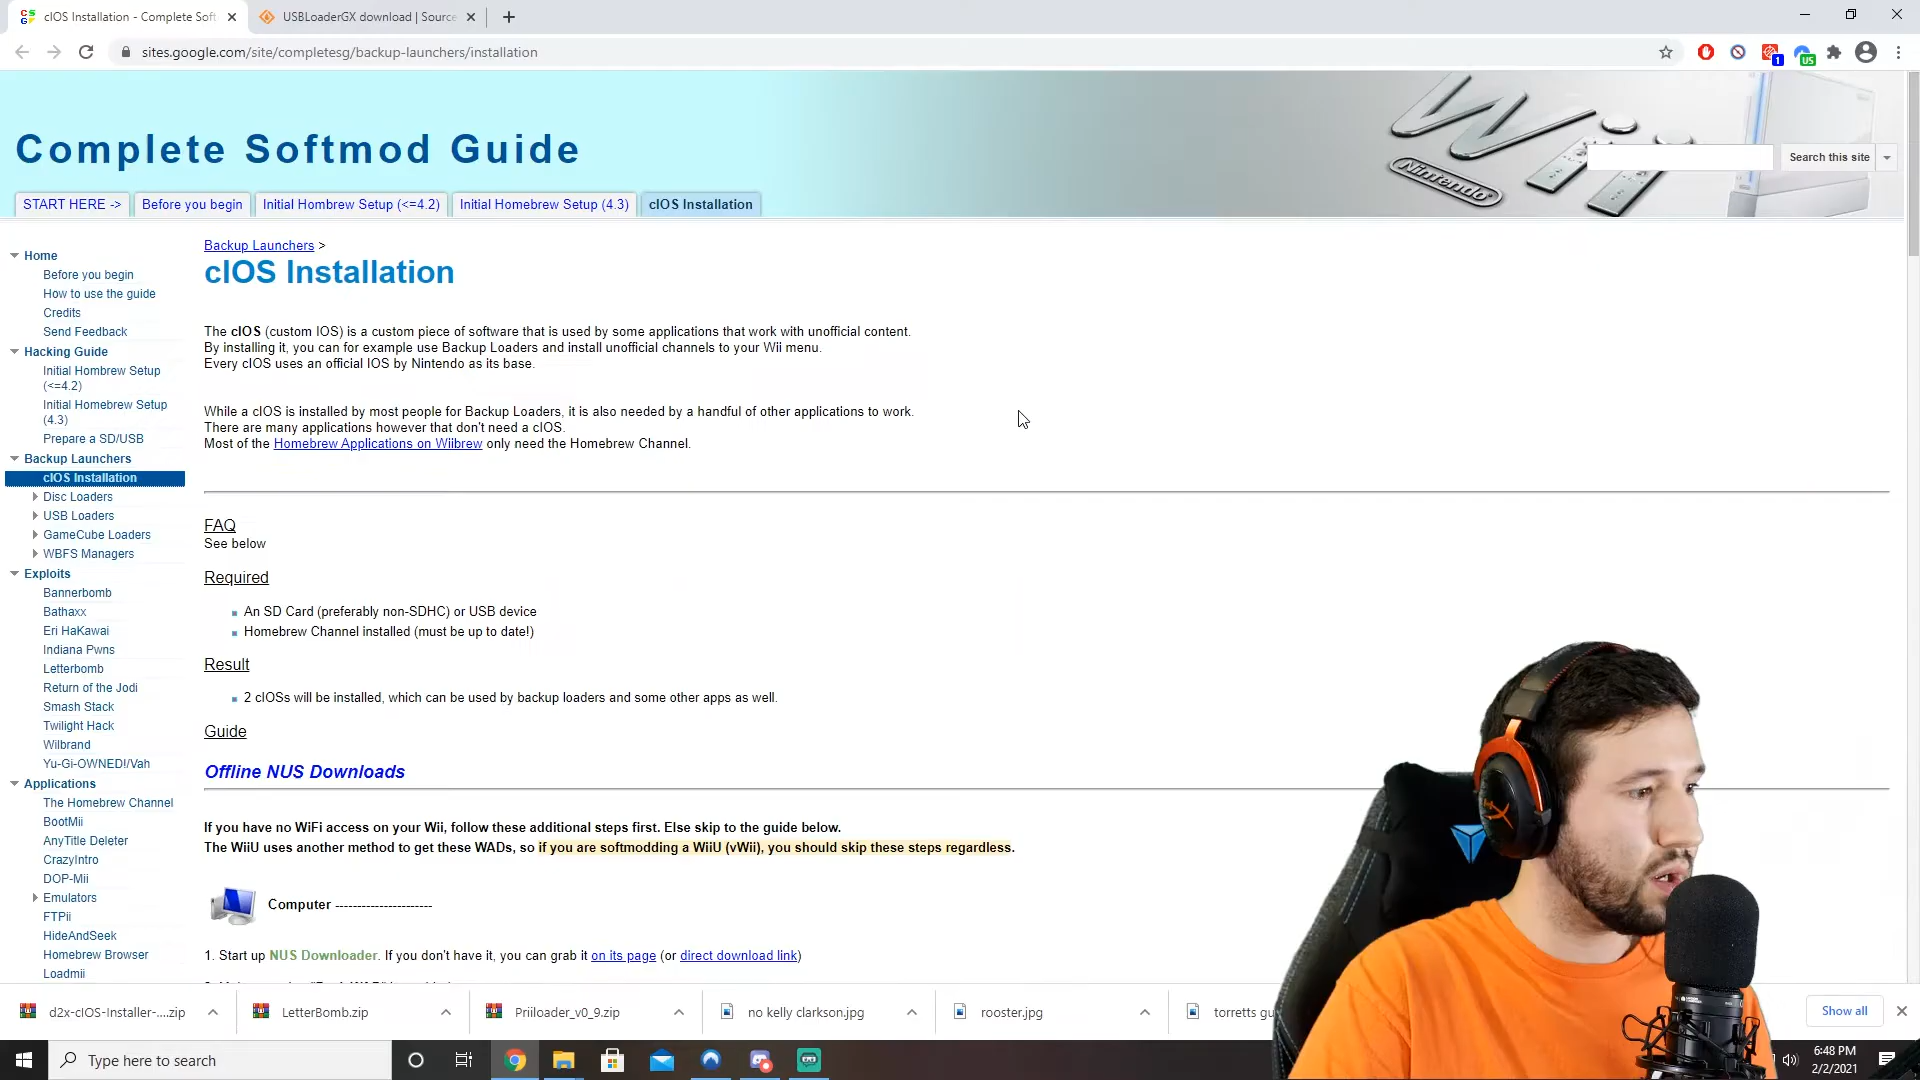 cIOS Installation - Complete Soft
USBLoaderGX download | Source
sites.google.com/site/completesg/backup-launchers/installation
1
US
Complete Softmod Guide
Wii
Nintendo
Search this site
START HERE ->
Before you begin
Initial Hombrew Setup (<=4.2)
Initial Homebrew Setup (4.3)
cIOS Installation
Home
Before you begin
How to use the guide
Credits
Send Feedback
Hacking Guide
Initial Hombrew Setup
(<=4.2)
Initial Homebrew Setup
(4.3)
Prepare a SD/USB
Backup Launchers
cIOS Installation
Disc Loaders
USB Loaders
GameCube Loaders
WBFS Managers
Exploits
Bannerbomb
Bathaxx
Eri HaKawai
Indiana Pwns
Letterbomb
Return of the Jodi
Smash Stack
Twilight Hack
Wilbrand
Yu-Gi-OWNED!/Vah
Applications
The Homebrew Channel
BootMii
AnyTitle Deleter
CrazyIntro
DOP-Mii
Emulators
FTPii
HideAndSeek
Homebrew Browser
Loadmii
Backup Launchers >
cIOS Installation
The cIOS (custom IOS) is a custom piece of software that is used by some applications that work with unofficial content.
By installing it, you can for example use Backup Loaders and install unofficial channels to your Wii menu.
Every cIOS uses an official IOS by Nintendo as its base.
While a cIOS is installed by most people for Backup Loaders, it is also needed by a handful of other applications to work.
There are many applications however that don't need a cIOS.
Most of the Homebrew Applications on Wiibrew only need the Homebrew Channel.
FAQ
See below
Required
An SD Card (preferably non-SDHC) or USB device
Homebrew Channel installed (must be up to date!)
Result
2 cIOSs will be installed, which can be used by backup loaders and some other apps as well.
Guide
Offline NUS Downloads
If you have no WiFi access on your Wii, follow these additional steps first. Else skip to the guide below.
The WiiU uses another method to get these WADs, so if you are softmodding a WiiU (vWii), you should skip these steps regardless.
Computer ----------------------
1. Start up NUS Downloader. If you don't have it, you can grab it on its page (or direct download link)
d2x-cIOS-Installer-....zip
LetterBomb.zip
Priiloader_v0_9.zip
no kelly clarkson.jpg
rooster.jpg
torretts gu
Show all
Type here to search
6:48 PM
2/2/2021